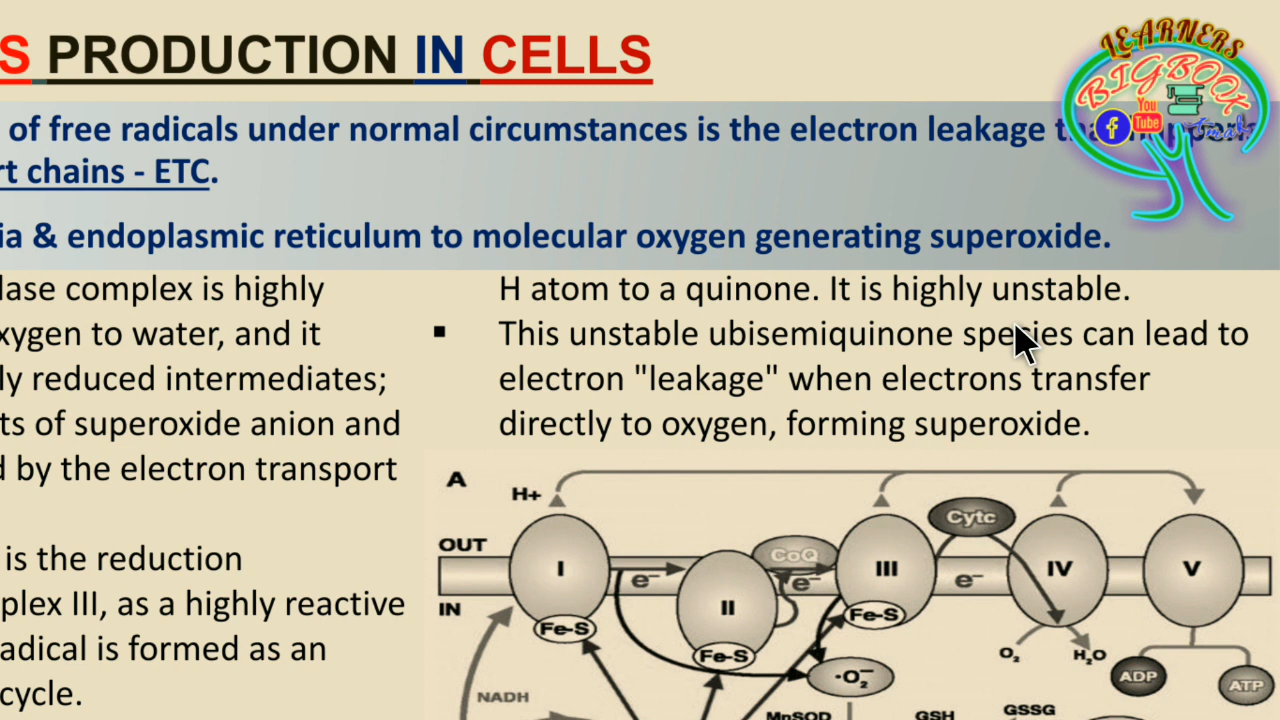 S PRODUCTION IN CELLS
LEARNERS
BIGBOOK
You
Tube
f
of free radicals under normal circumstances is the electron leakage
rt chains - ETC.
ia & endoplasmic reticulum to molecular oxygen generating superoxide.
lase complex is highly
xygen to water, and it
ly reduced intermediates;
ts of superoxide anion and
d by the electron transport
is the reduction
plex III, as a highly reactive
adical is formed as an
cycle.
H atom to a quinone. It is highly unstable.
▪ This unstable ubisemiquinone species can lead to
electron "leakage" when electrons transfer
directly to oxygen, forming superoxide.
A
H+
OUT
IN
I
II
III
IV
V
CoQ
Cytc
e⁻
e⁻
e⁻
Fe-S
Fe-S
Fe-S
·O₂⁻
O₂
H₂O
ADP
ATP
NADH
MnSOD
GSH
GSSG